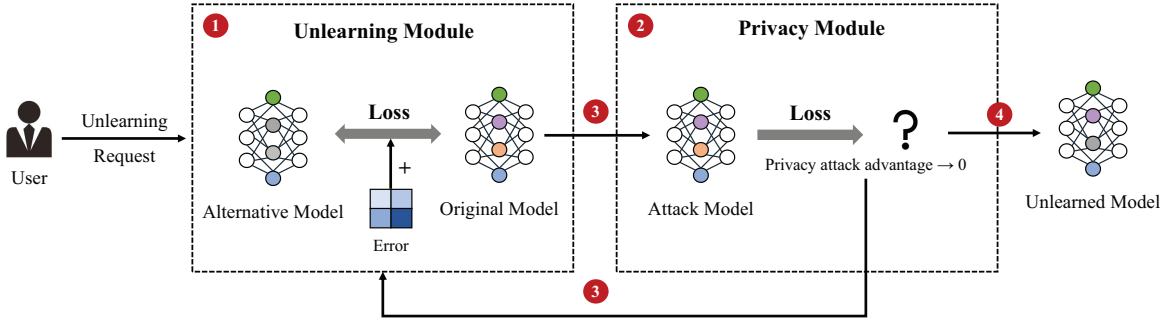 1
Unlearning Module
2
Privacy Module
Unlearning
Request
User
Loss
+
Error
Alternative Model
Original Model
3
Loss
?
Privacy attack advantage → 0
Attack Model
4
Unlearned Model
3